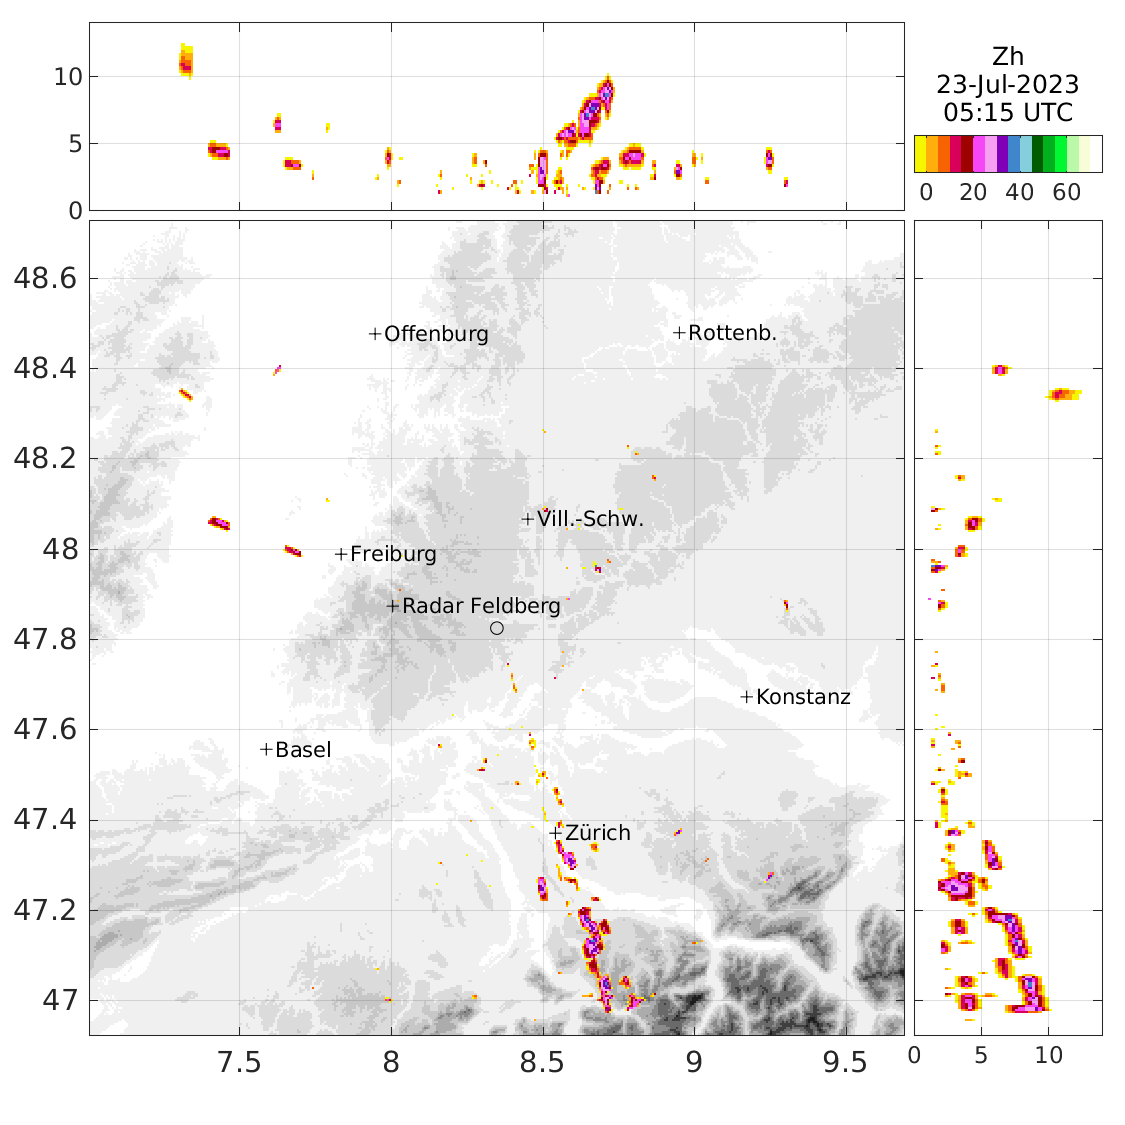 Zh
23-Jul-2023
05:15 UTC
10
5
0
0 20 40 60
48.6
48.4
48.2
48
47.8
47.6
47.4
47.2
47
Offenburg
Rottenb.
Vill.-Schw.
Freiburg
Radar Feldberg
Konstanz
Basel
Zürich
7.5 8 8.5 9 9.5
0 5 10